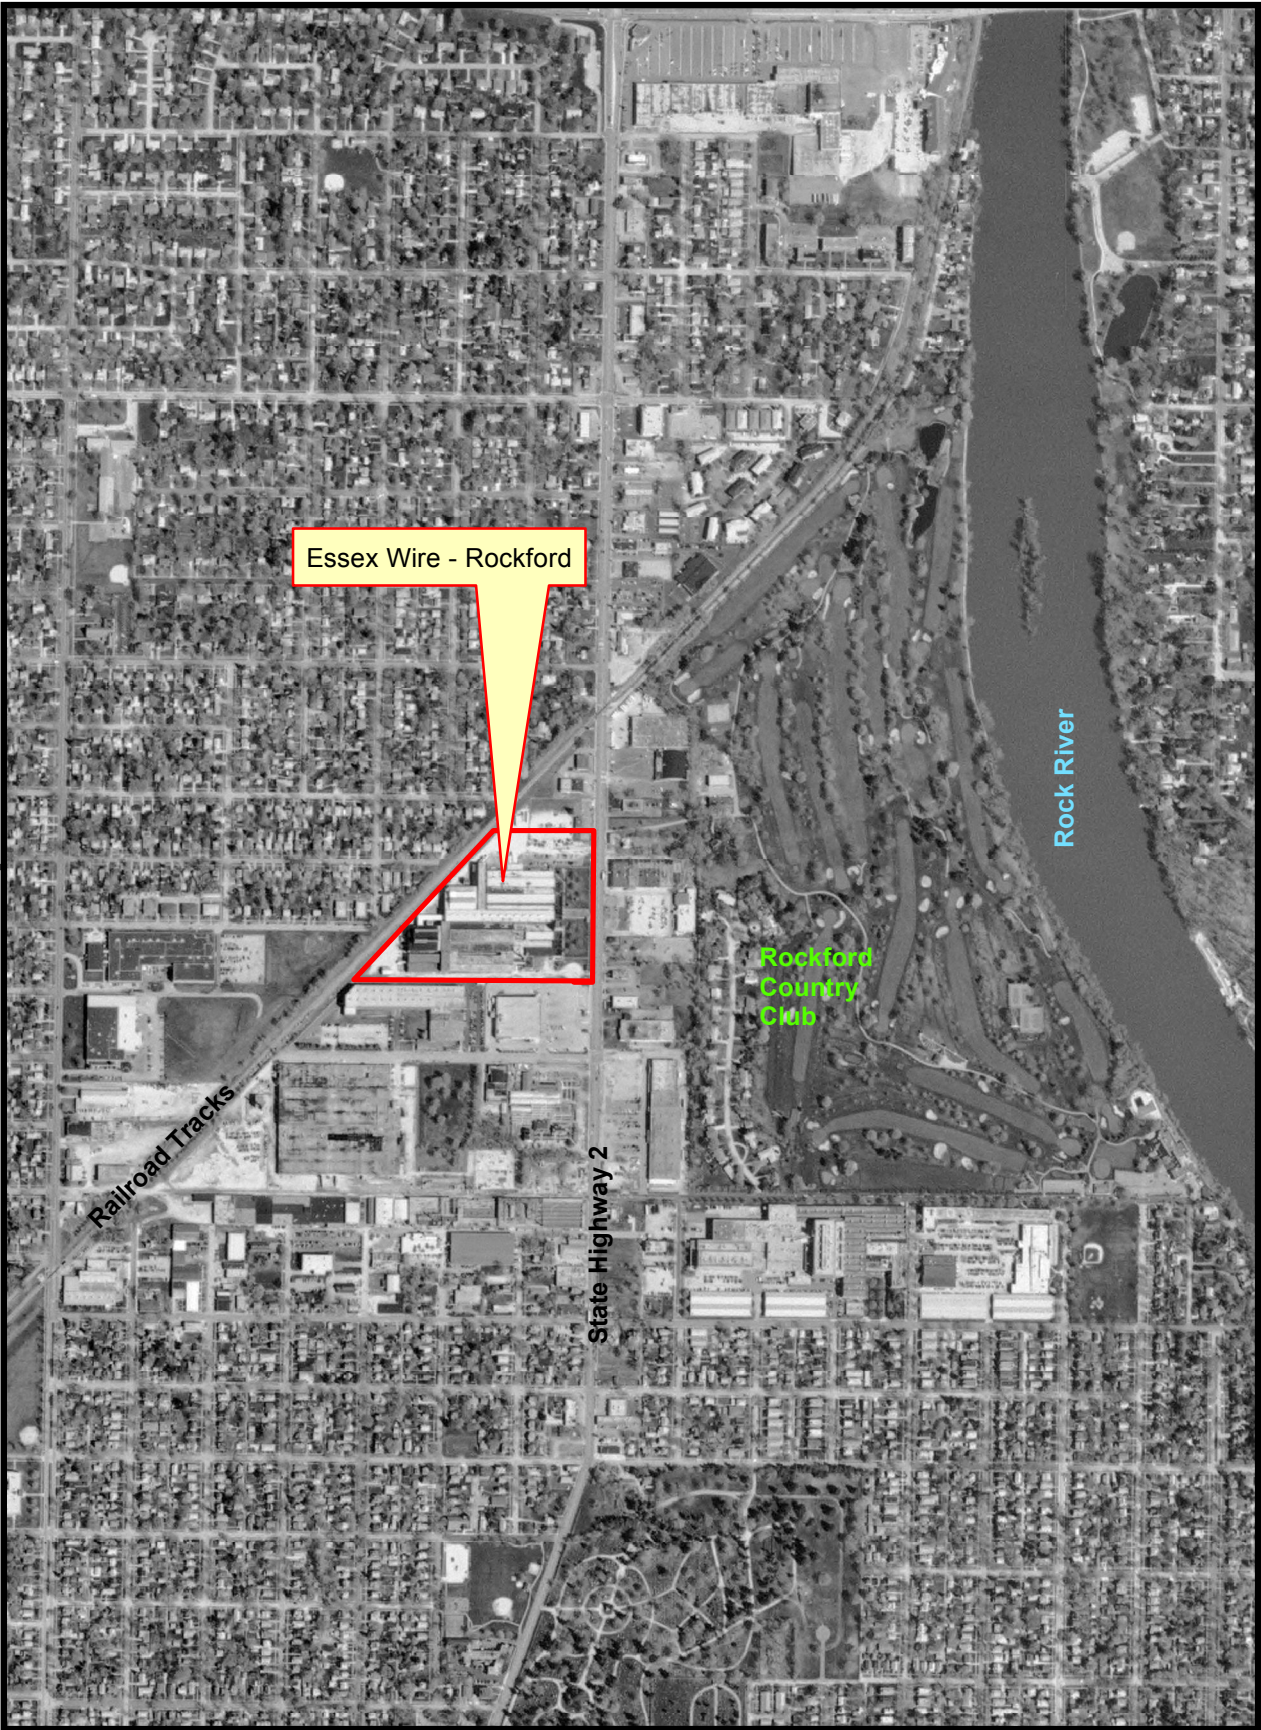 Essex Wire - Rockford
Rock River
Rockford
Country
Club
Railroad Tracks
State Highway 2